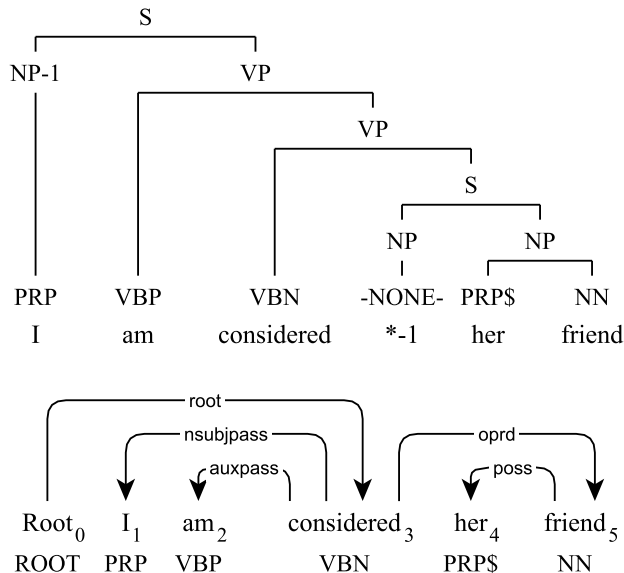 S
NP-1 VP
VP
S
NP NP
PRP VBP VBN -NONE- PRP$ NN
I am considered *-1 her friend
root
nsubjpass oprd
auxpass poss
Root0 I1 am2 considered3 her4 friend5
ROOT PRP VBP VBN PRP$ NN